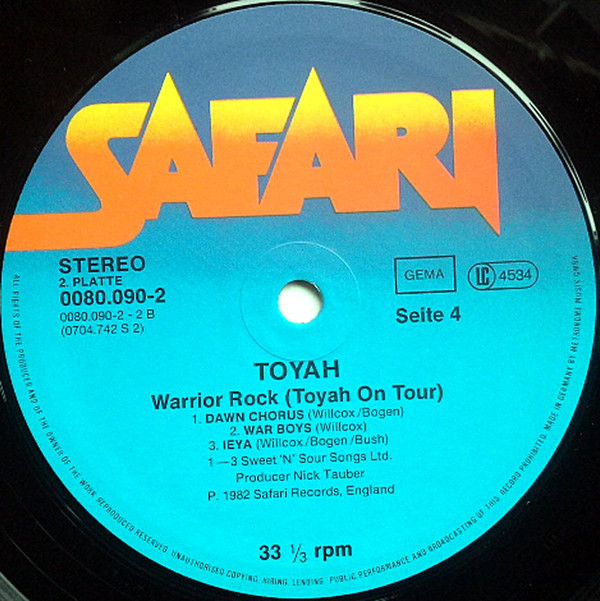 SAFARI
STEREO
2. PLATTE
0080.090-2
0080.090-2 - 2 B
(0704.742 S 2)
GEMA
LC 4534
Seite 4
TOYAH
Warrior Rock (Toyah On Tour)
1. DAWN CHORUS (Willcox/Bogen)
2. WAR BOYS (Willcox)
3. IEYA (Willcox/Bogen/Bush)
1—3 Sweet 'N' Sour Songs Ltd.
Producer Nick Tauber
P. 1982 Safari Records, England
33 1/3 rpm
ALL RIGHTS OF THE PRODUCER AND OF THE OWNER OF THE WORK REPRODUCED RESERVED. UNAUTHORISED COPYING, HIRING, LENDING, PUBLIC PERFORMANCE AND BROADCASTING OF THIS RECORD PROHIBITED. MADE IN GERMANY BY METRONOME MUSIK GMBH